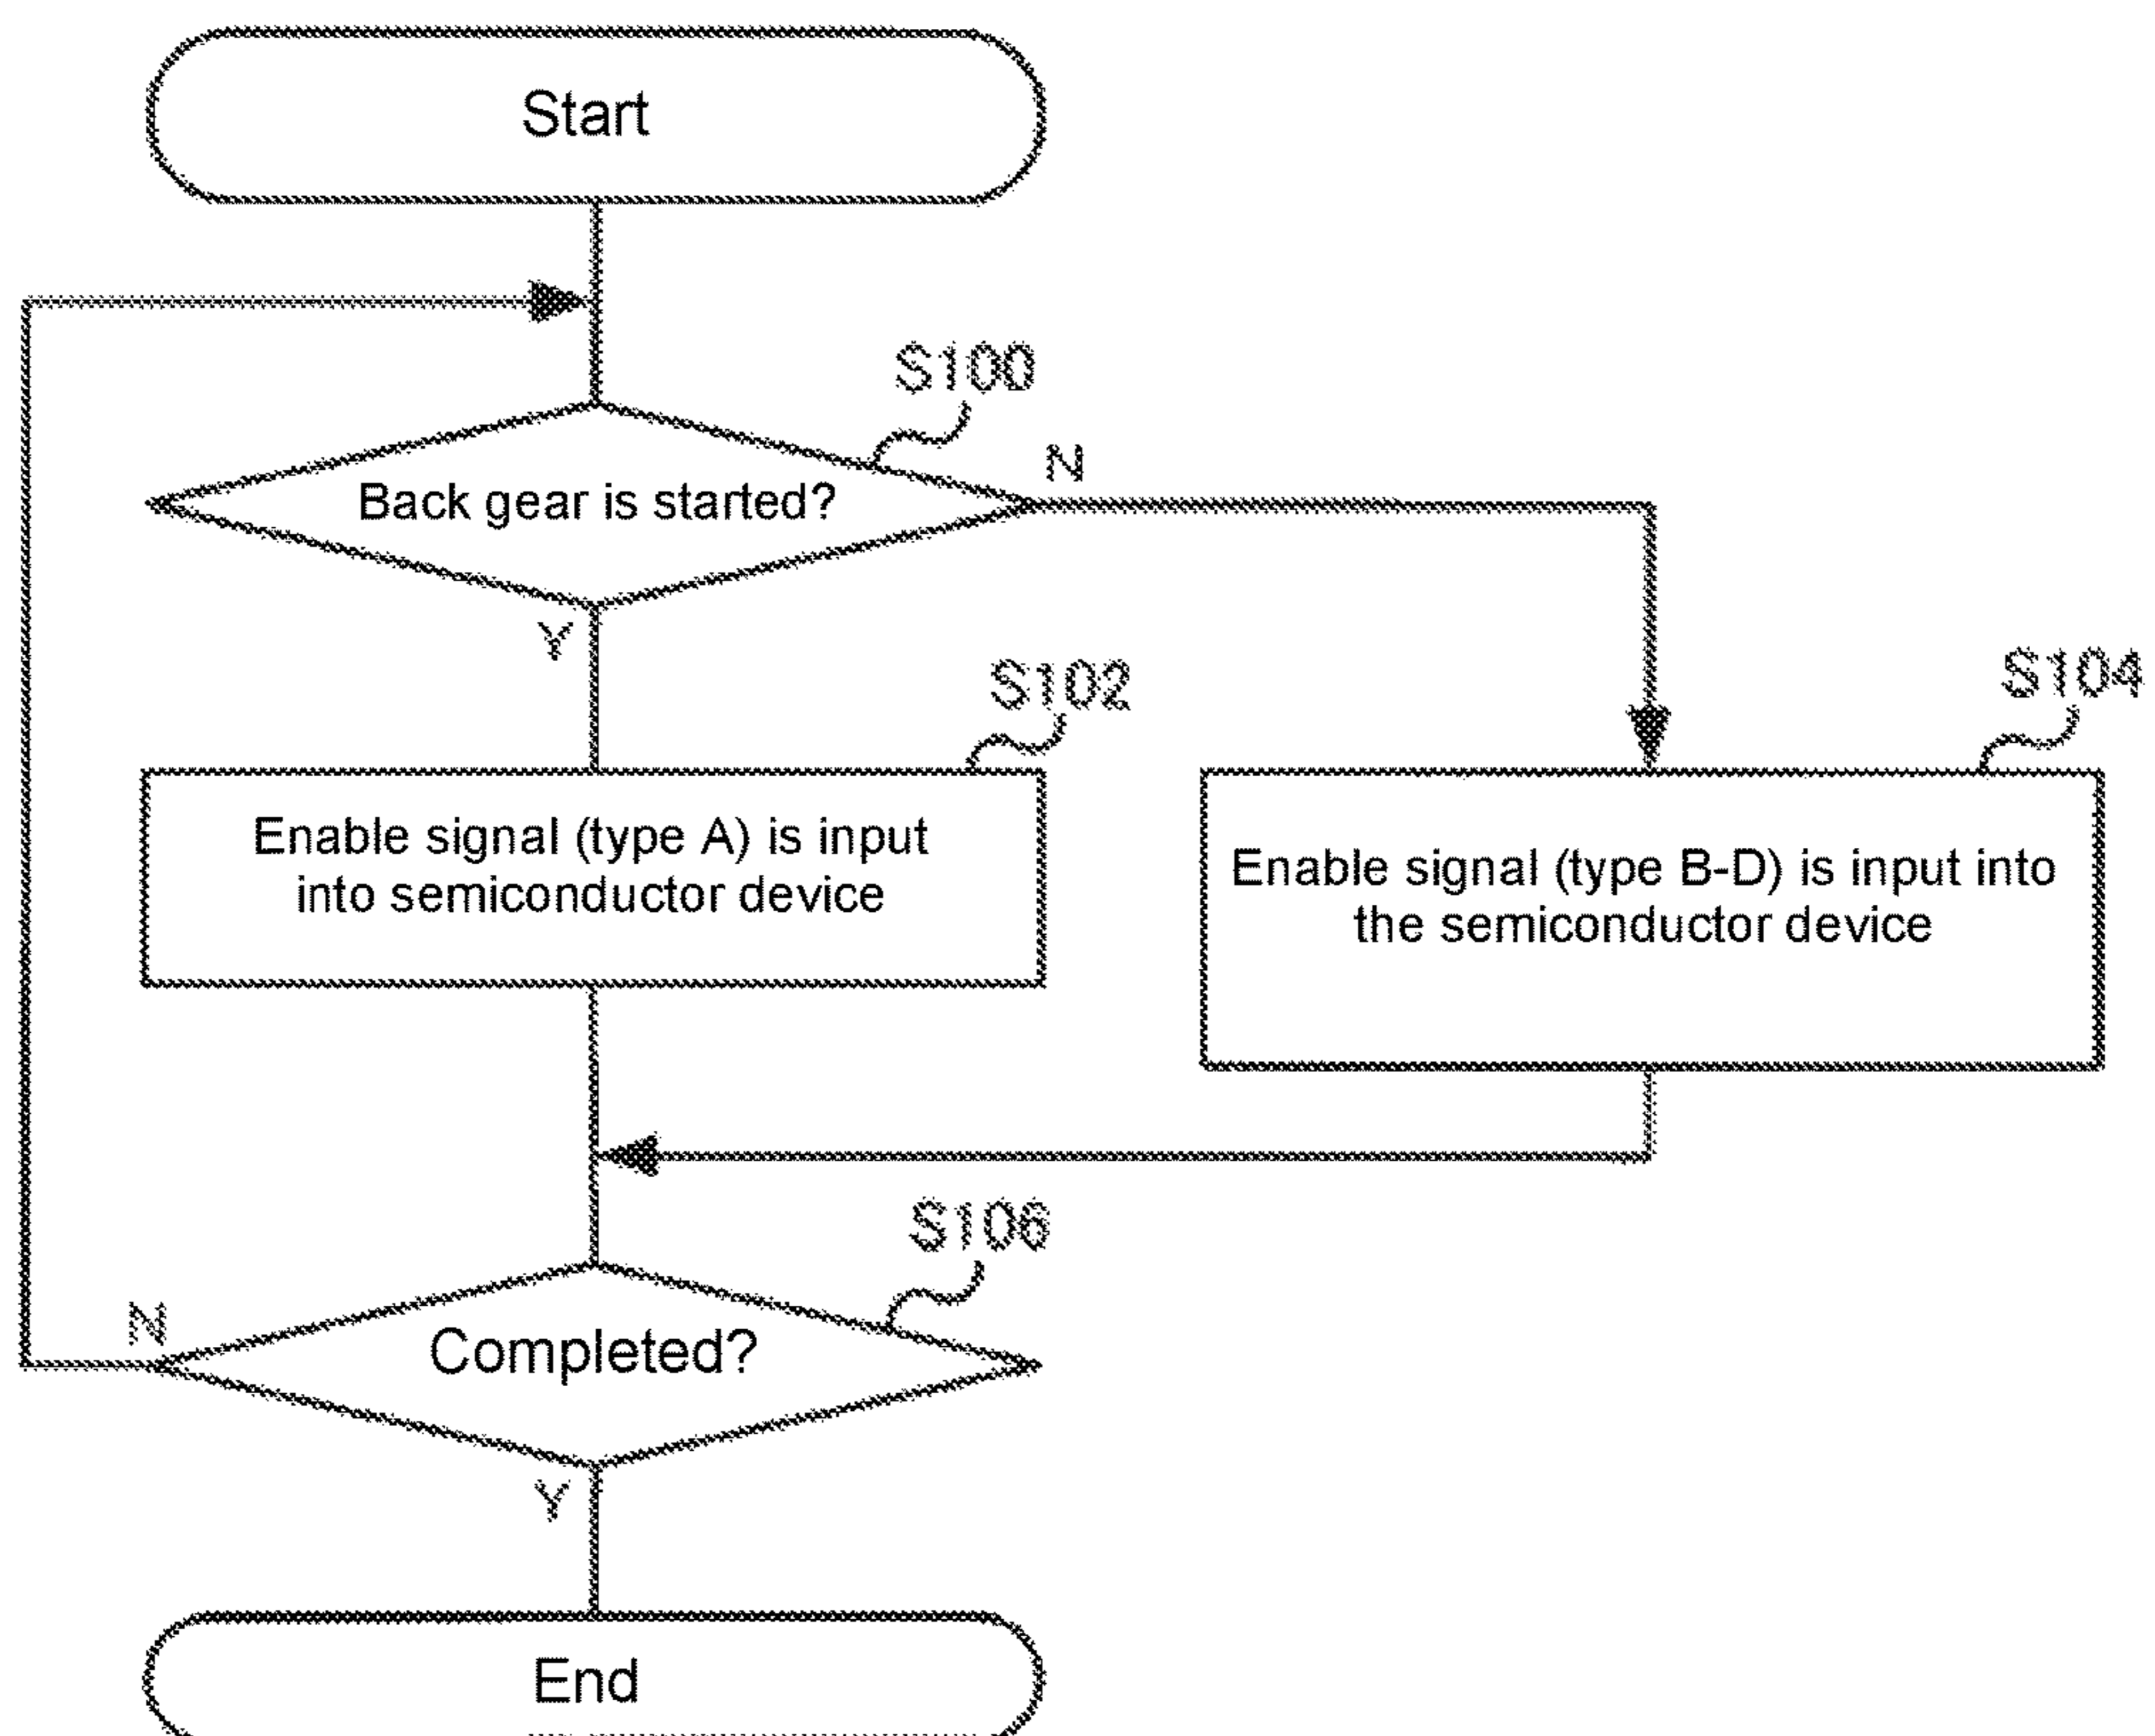 Start
S100
Back gear is started?
N
Y
S102
S104
Enable signal (type A) is input
into semiconductor device
Enable signal (type B-D) is input into
the semiconductor device
S106
N
Completed?
Y
End